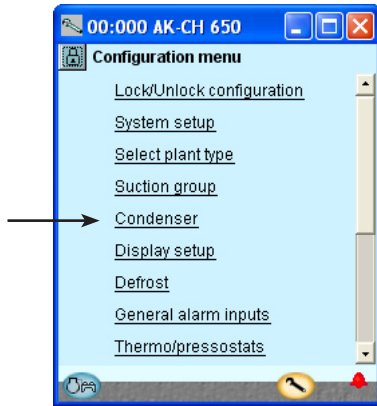 00:000 AK-CH 650
Configuration menu
Lock/Unlock configuration
System setup
Select plant type
Suction group
Condenser
Display setup
Defrost
General alarm inputs
Thermo/pressostats